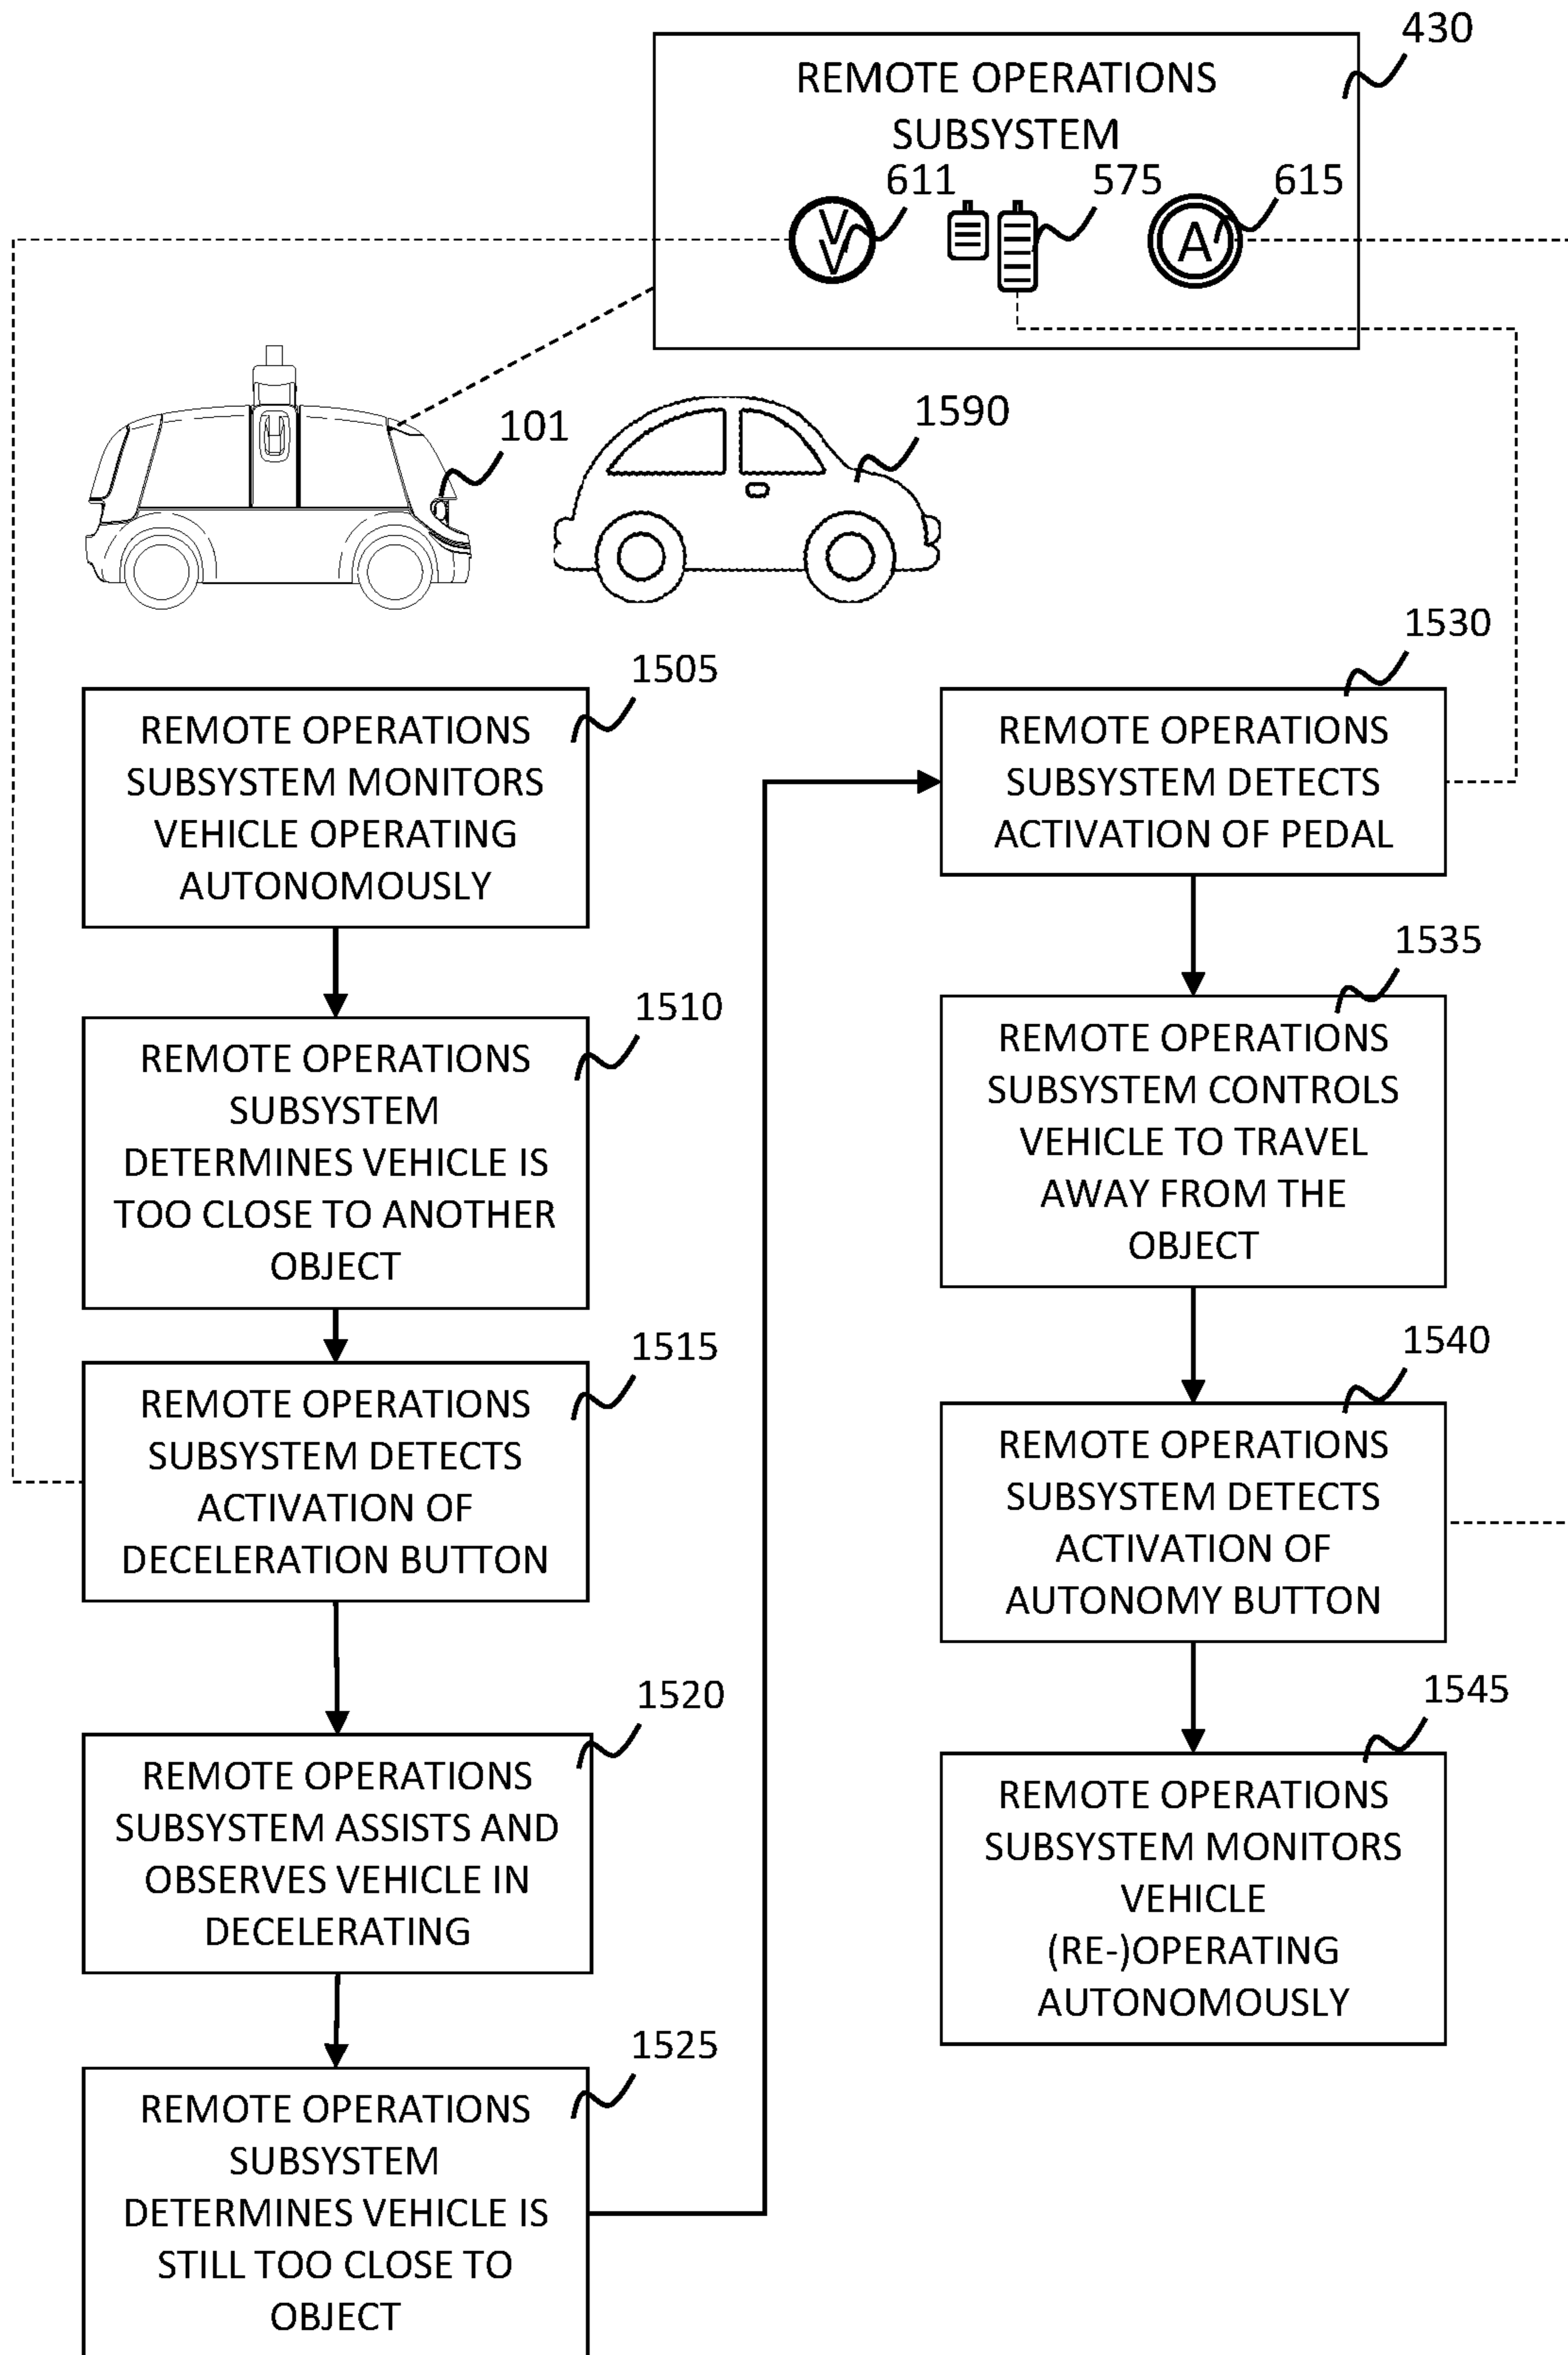 430
REMOTE OPERATIONS
SUBSYSTEM
611
575
615
V
V
A
101
1590
1505
REMOTE OPERATIONS
SUBSYSTEM MONITORS
VEHICLE OPERATING
AUTONOMOUSLY
1510
REMOTE OPERATIONS
SUBSYSTEM
DETERMINES VEHICLE IS
TOO CLOSE TO ANOTHER
OBJECT
1515
REMOTE OPERATIONS
SUBSYSTEM DETECTS
ACTIVATION OF
DECELERATION BUTTON
1520
REMOTE OPERATIONS
SUBSYSTEM ASSISTS AND
OBSERVES VEHICLE IN
DECELERATING
1525
REMOTE OPERATIONS
SUBSYSTEM
DETERMINES VEHICLE IS
STILL TOO CLOSE TO
OBJECT
1530
REMOTE OPERATIONS
SUBSYSTEM DETECTS
ACTIVATION OF PEDAL
1535
REMOTE OPERATIONS
SUBSYSTEM CONTROLS
VEHICLE TO TRAVEL
AWAY FROM THE
OBJECT
1540
REMOTE OPERATIONS
SUBSYSTEM DETECTS
ACTIVATION OF
AUTONOMY BUTTON
1545
REMOTE OPERATIONS
SUBSYSTEM MONITORS
VEHICLE
(RE-)OPERATING
AUTONOMOUSLY